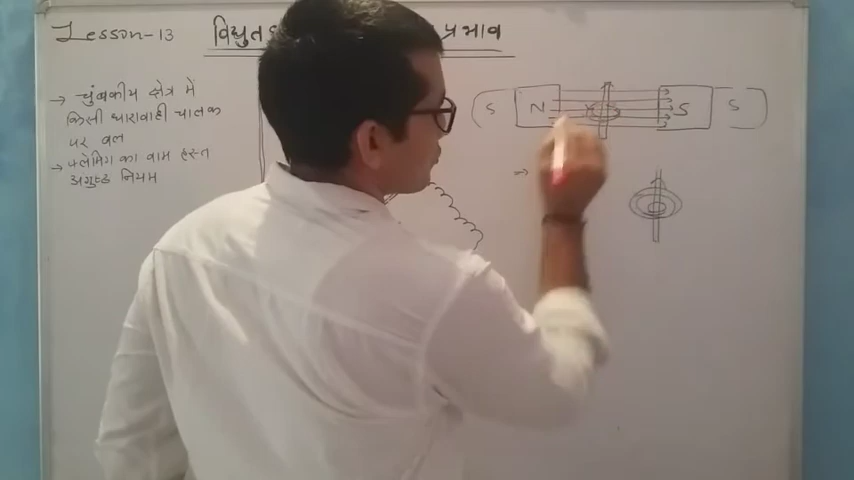 Lesson-13
विद्युत प्रभाव
→ चुंबकीय क्षेत्र में
किसी धारावाही चालक
पर बल
→ फ्लेमिंग का वाम हस्त
अंगुष्ठ नियम
S N S S